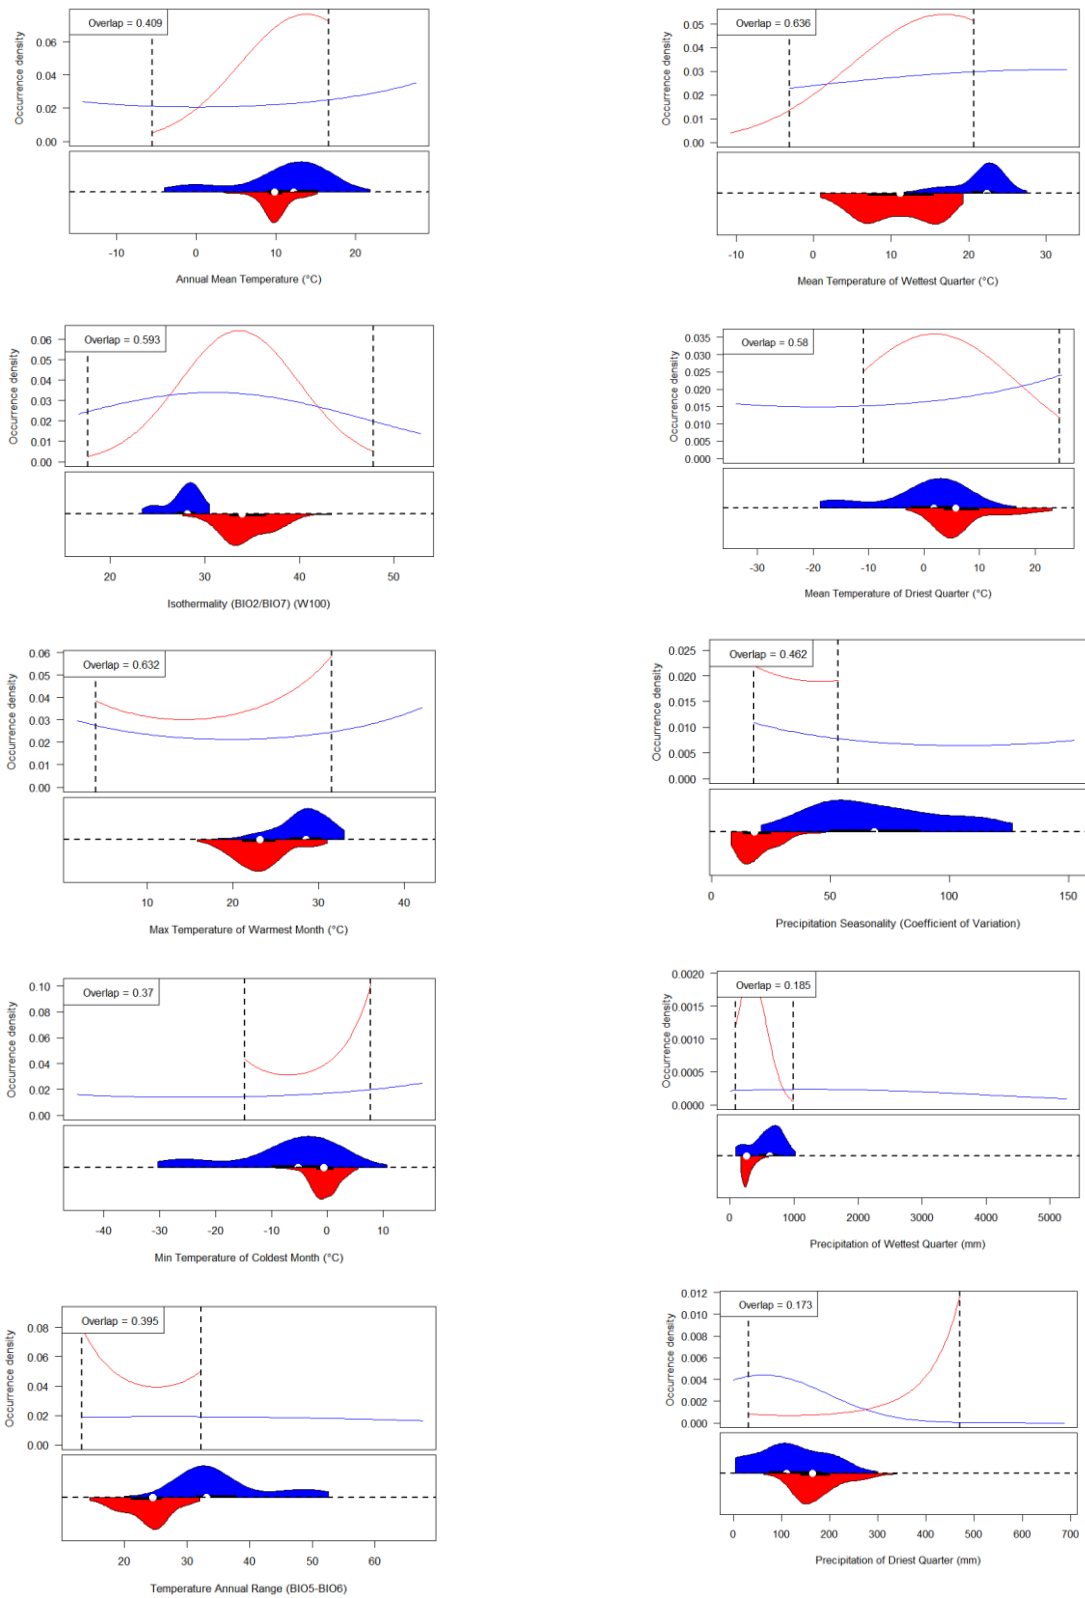 Overlap = 0.409
Occurrence density
0.06
0.04
0.02
0.00
-10 0 10 20
Annual Mean Temperature (°C)
Overlap = 0.636
Occurrence density
0.05
0.04
0.03
0.02
0.01
0.00
-10 0 10 20 30
Mean Temperature of Wettest Quarter (°C)
Overlap = 0.593
Occurrence density
0.06
0.05
0.04
0.03
0.02
0.01
0.00
20 30 40 50
Isothermality (BIO2/BIO7) (W100)
Overlap = 0.58
Occurrence density
0.035
0.030
0.025
0.020
0.015
0.010
0.005
0.000
-30 -20 -10 0 10 20
Mean Temperature of Driest Quarter (°C)
Overlap = 0.632
Occurrence density
0.06
0.05
0.04
0.03
0.02
0.01
0.00
10 20 30 40
Max Temperature of Warmest Month (°C)
Overlap = 0.462
Occurrence density
0.025
0.020
0.015
0.010
0.005
0.000
0 50 100 150
Precipitation Seasonality (Coefficient of Variation)
Overlap = 0.37
Occurrence density
0.10
0.08
0.06
0.04
0.02
0.00
-40 -30 -20 -10 0 10
Min Temperature of Coldest Month (°C)
Overlap = 0.185
Occurrence density
0.0020
0.0015
0.0010
0.0005
0.0000
0 1000 2000 3000 4000 5000
Precipitation of Wettest Quarter (mm)
Overlap = 0.395
Occurrence density
0.08
0.06
0.04
0.02
0.00
20 30 40 50 60
Temperature Annual Range (BIO5-BIO6)
Overlap = 0.173
Occurrence density
0.012
0.010
0.008
0.006
0.004
0.002
0.000
0 100 200 300 400 500 600 700
Precipitation of Driest Quarter (mm)